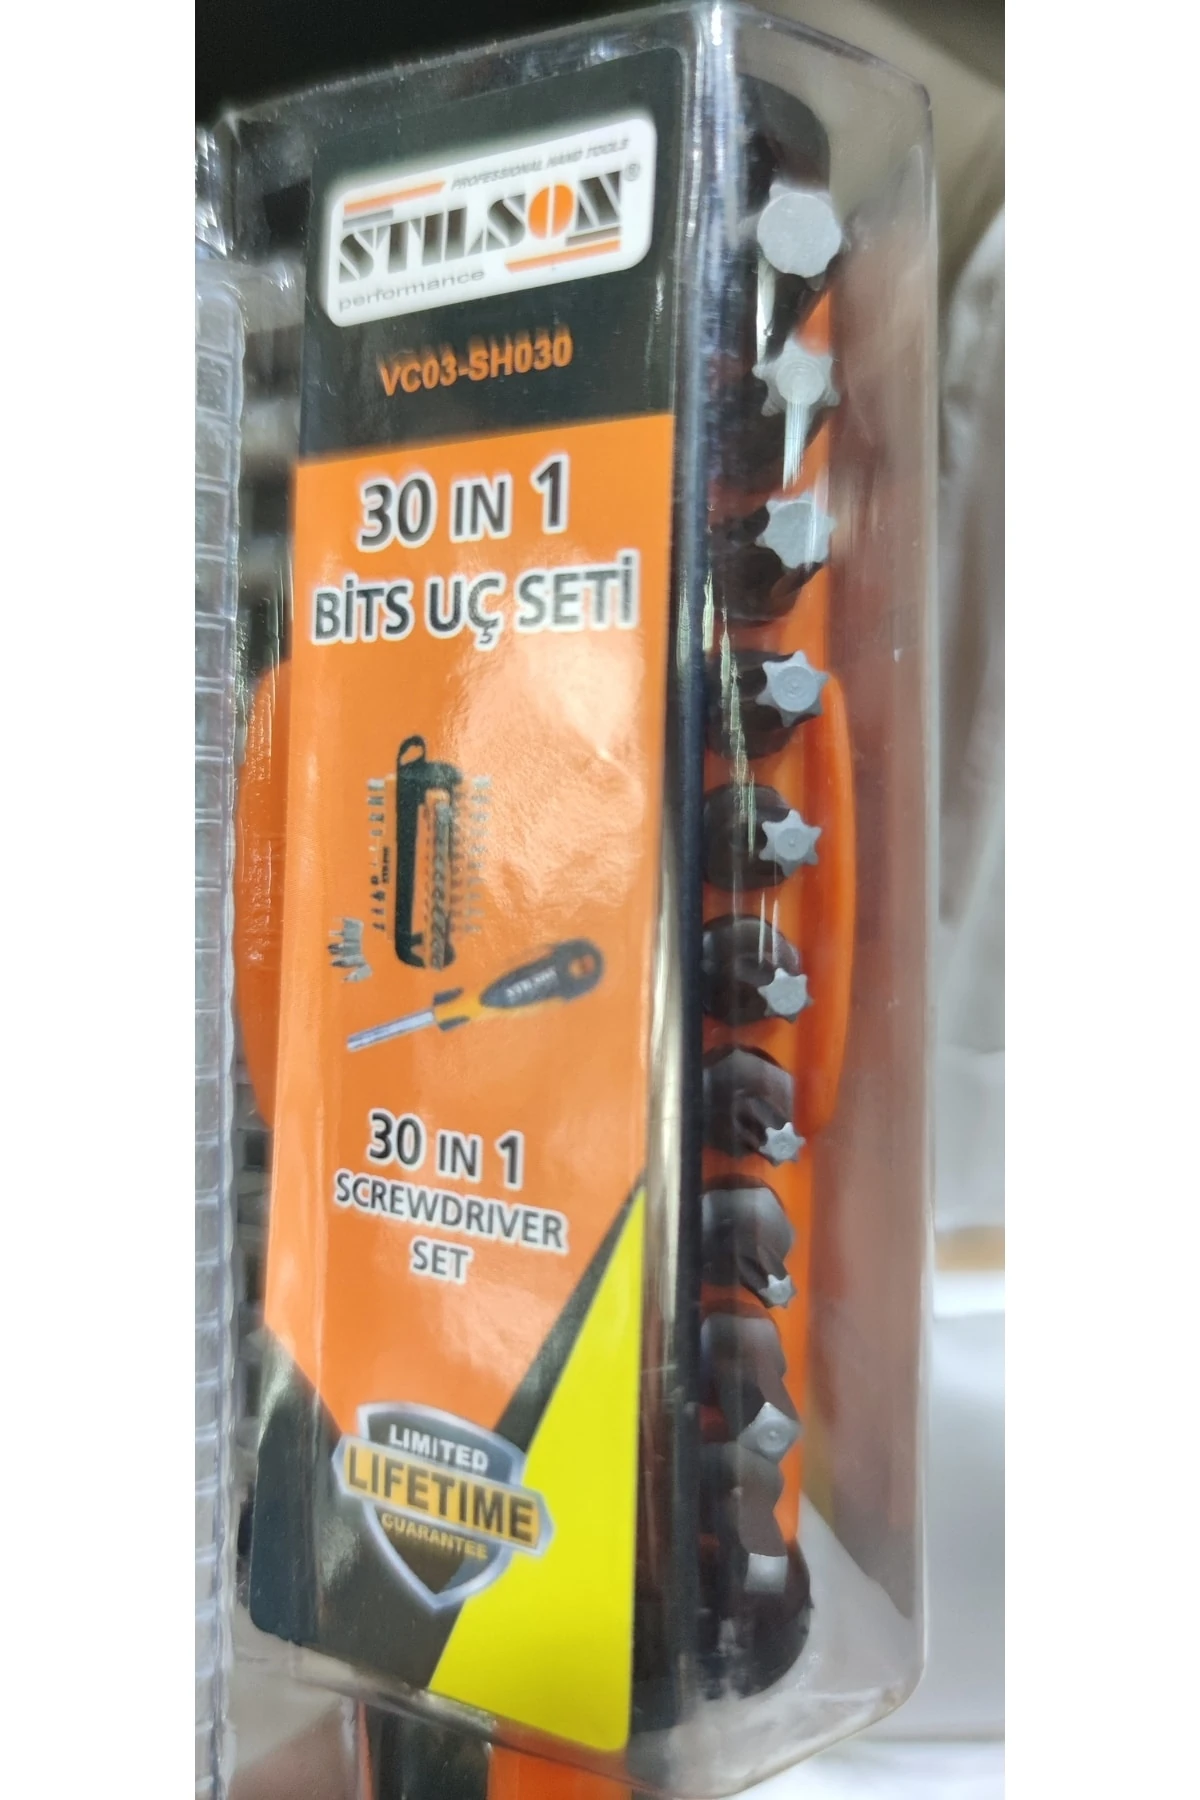 PROFESSIONAL HAND TOOLS
STILSON®
performance
VC03-SH030
30 IN 1
BİTS UÇ SETİ
STILSON
30 IN 1
SCREWDRIVER
SET
LIMITED
LIFETIME
GUARANTEE